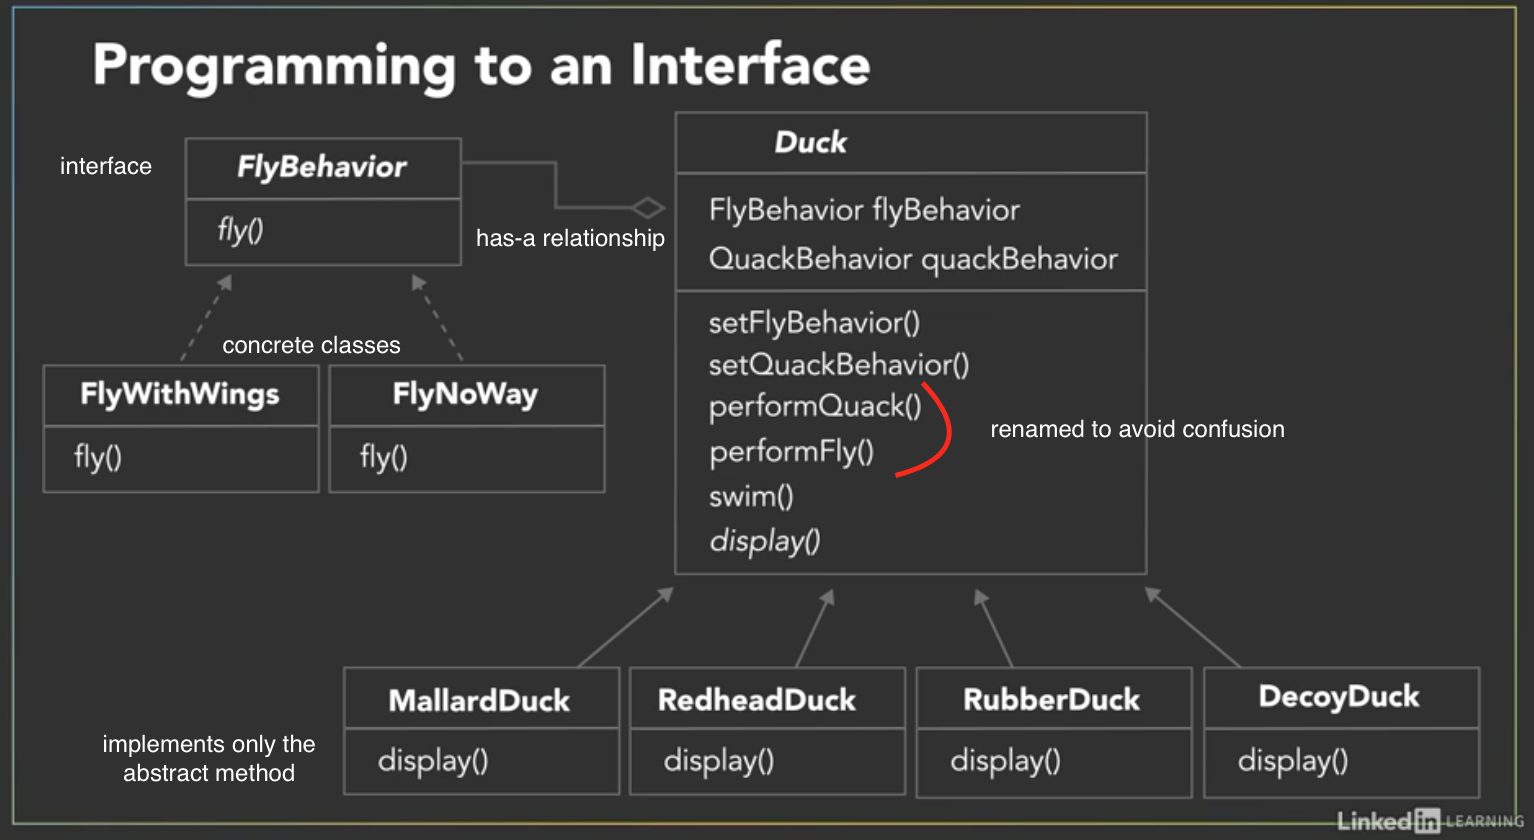 Programming to an Interface
interface
FlyBehavior
fly()
has-a relationship
concrete classes
FlyWithWings
fly()
FlyNoWay
fly()
Duck
FlyBehavior flyBehavior
QuackBehavior quackBehavior
setFlyBehavior()
setQuackBehavior()
performQuack()
performFly()
swim()
display()
renamed to avoid confusion
implements only the
abstract method
MallardDuck
display()
RedheadDuck
display()
RubberDuck
display()
DecoyDuck
display()
Linked in LEARNING